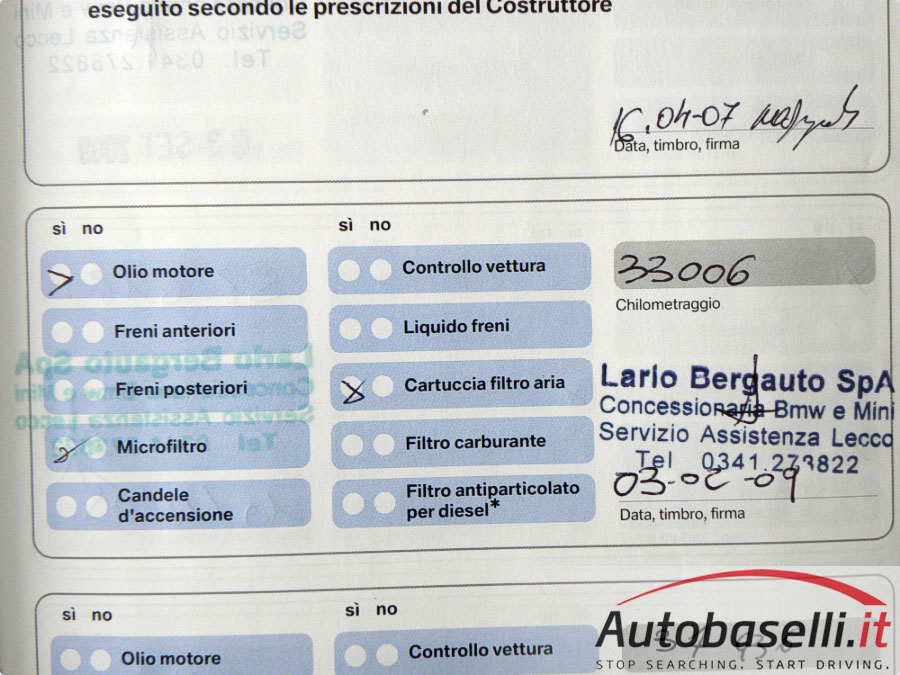 eseguito secondo le prescrizioni del Costruttore
16.04-07
Data, timbro, firma
sì no
sì no
Olio motore
Controllo vettura
33006
Chilometraggio
Freni anteriori
Liquido freni
Freni posteriori
Cartuccia filtro aria
Lario Bergauto SpA
Concessionaria Bmw e Mini
Servizio Assistenza Lecco
Tel 0341.273822
Microfiltro
Filtro carburante
Candele
d'accensione
Filtro antiparticolato
per diesel*
03-02-09
Data, timbro, firma
sì no
sì no
Olio motore
Controllo vettura
Autobaselli.it
STOP SEARCHING. START DRIVING.